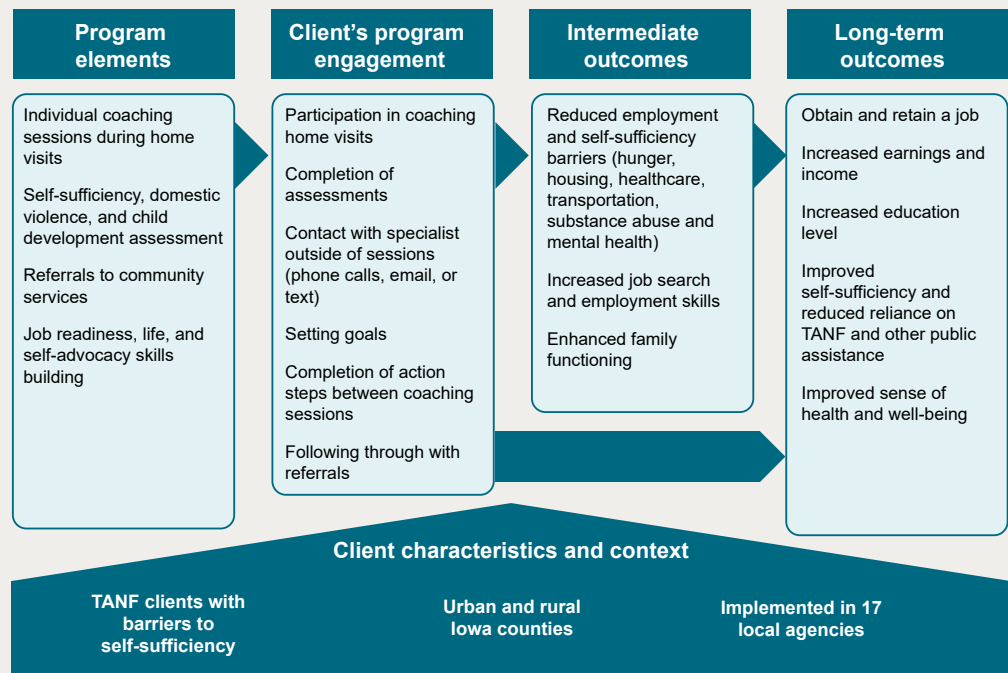 Program
elements
Individual coaching
sessions during home
visits
Self-sufficiency, domestic
violence, and child
development assessment
Referrals to community
services
Job readiness, life, and
self-advocacy skills
building
Client's program
engagement
Participation in coaching
home visits
Completion of
assessments
Contact with specialist
outside of sessions
(phone calls, email, or
text)
Setting goals
Completion of action
steps between coaching
sessions
Following through with
referrals
Intermediate
outcomes
Reduced employment
and self-sufficiency
barriers (hunger,
housing, healthcare,
transportation,
substance abuse and
mental health)
Increased job search
and employment skills
Enhanced family
functioning
Long-term
outcomes
Obtain and retain a job
Increased earnings and
income
Increased education
level
Improved
self-sufficiency and
reduced reliance on
TANF and other public
assistance
Improved sense of
health and well-being
Client characteristics and context
TANF clients with
barriers to
self-sufficiency
Urban and rural
Iowa counties
Implemented in 17
local agencies